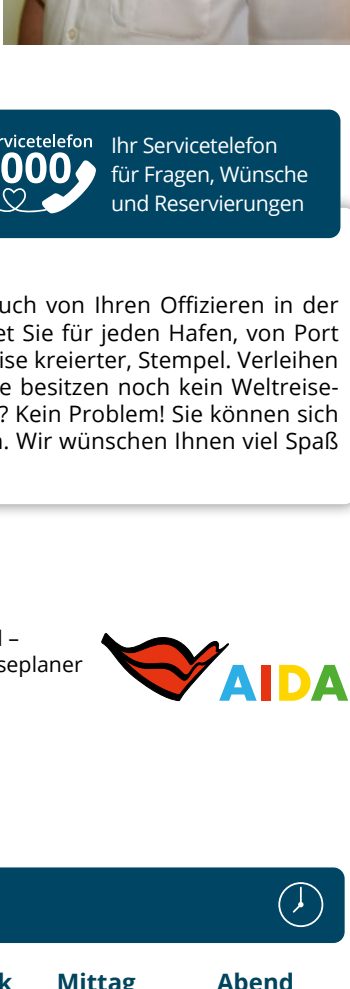 rvicetelefon
000
Ihr Servicetelefon
für Fragen, Wünsche
und Reservierungen
uch von Ihren Offizieren in der
et Sie für jeden Hafen, von Port
ise kreierter, Stempel. Verleihen
e besitzen noch kein Weltreise-
? Kein Problem! Sie können sich
n. Wir wünschen Ihnen viel Spaß
l –
seplaner
AIDA
k Mittag Abend